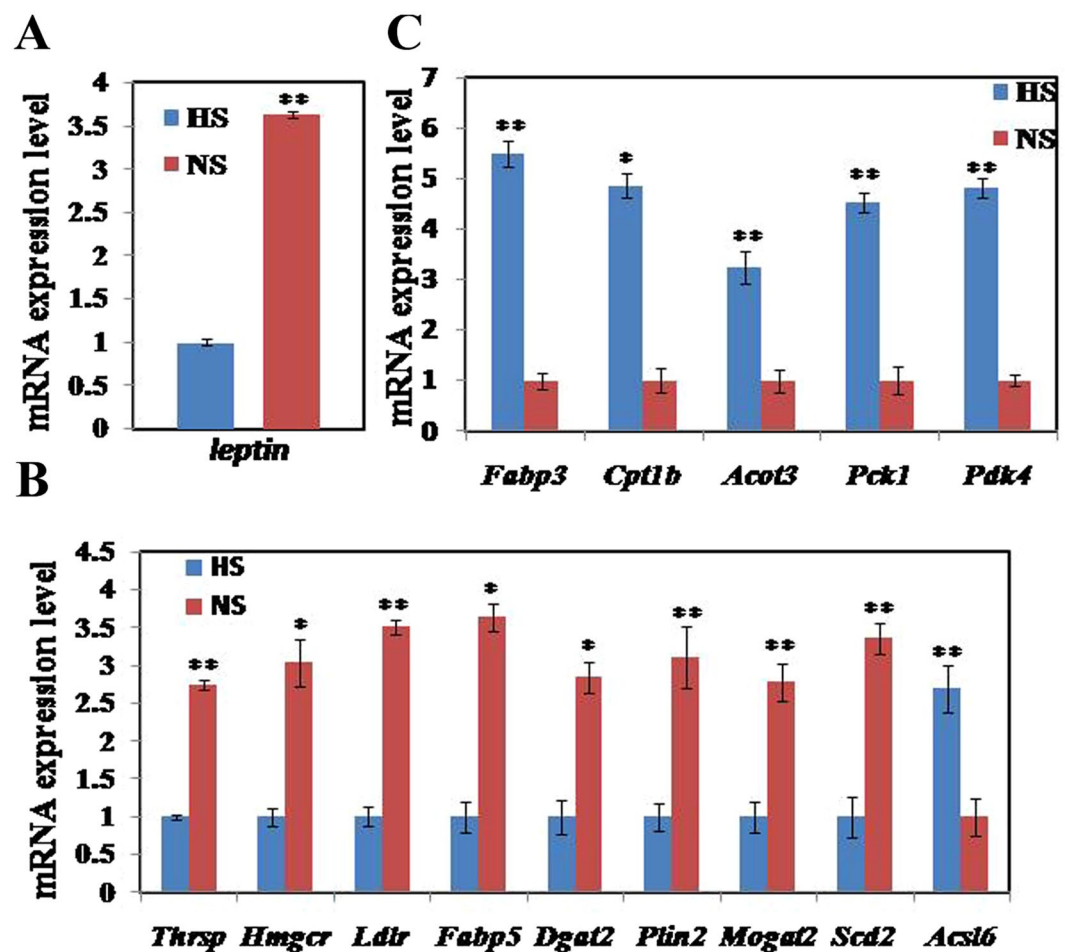 A
mRNA expression level
4
3.5
3
2.5
2
1.5
1
0.5
0
HS
NS
**
leptin
C
mRNA expression level
7
6
5
4
3
2
1
0
HS
NS
** * ** ** **
Fabp3 Cpt1b Acot3 Pck1 Pdk4
B
mRNA expression level
4.5
4
3.5
3
2.5
2
1.5
1
0.5
0
HS
NS
** * ** * * ** ** ** **
Thrsp Hmgcr Ldlr Fabp5 Dgat2 Plin2 Mogat2 Scd2 Acsl6